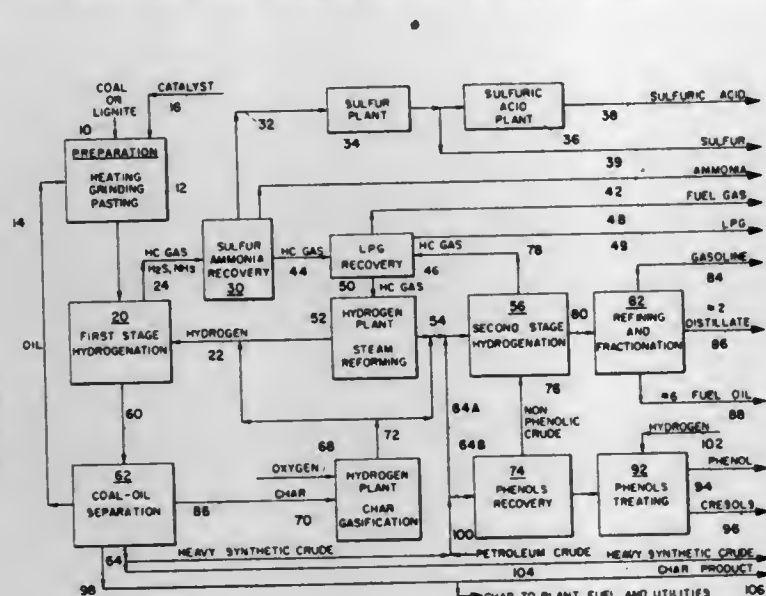 COAL
OR
LIGNITE
CATALYST
16
10
PREPARATION
HEATING
GRINDING
PASTING
12
14
32
SULFUR
PLANT
34
SULFURIC
ACID
PLANT
36
38
SULFURIC ACID
SULFUR
39
AMMONIA
42
FUEL GAS
48
LPG
49
HC GAS
H2S, NH3
24
SULFUR
AMMONIA
RECOVERY
30
HC GAS
44
LPG
RECOVERY
HC GAS
46
78
50
HC GAS
GASOLINE
84
20
FIRST STAGE
HYDROGENATION
HYDROGEN
22
52
HYDROGEN
PLANT
STEAM
REFORMING
54
56
SECOND STAGE
HYDROGENATION
76
80
82
REFINING
AND
FRACTIONATION
#2
DISTILLATE
86
OIL
60
#6 FUEL OIL
88
64A
64B
NON
PHENOLIC
CRUDE
HYDROGEN
102
72
68
OXYGEN
62
COAL-OIL
SEPARATION
86
CHAR
70
HYDROGEN
PLANT
CHAR
GASIFICATION
74
PHENOLS
RECOVERY
92
PHENOLS
TREATING
PHENOL
94
CRESOLS
96
100
64
HEAVY SYNTHETIC CRUDE
PETROLEUM CRUDE
HEAVY SYNTHETIC CRUDE
104
CHAR PRODUCT
98
CHAR TO PLANT FUEL AND UTILITIES
106